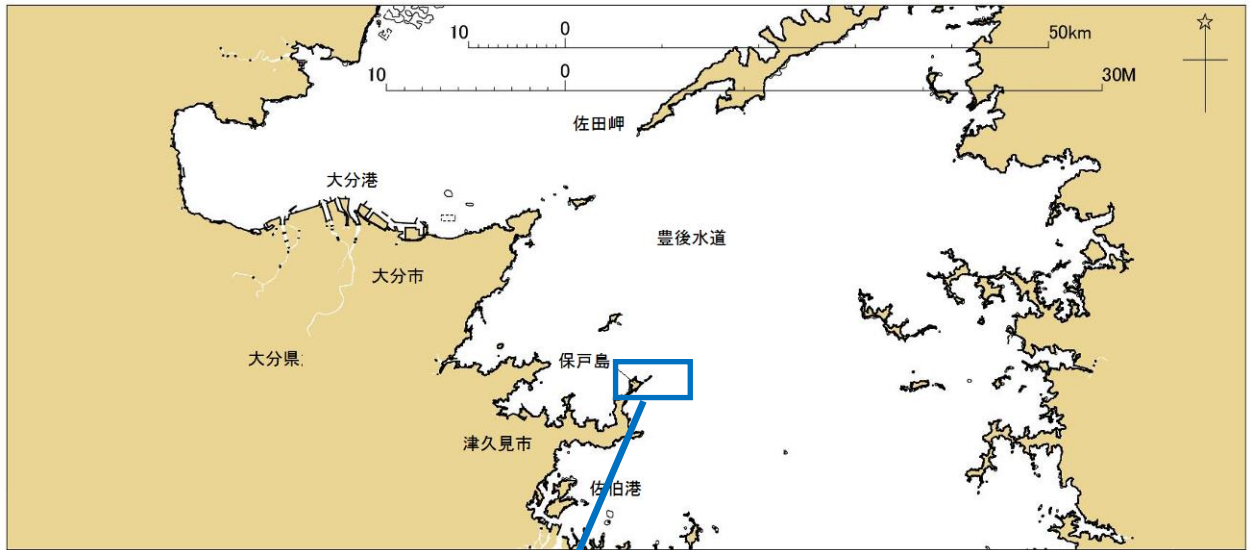 10 0 50km
10 0 30M
佐田岬
大分港
豊後水道
大分市
大分県
保戸島
津久見市
佐伯港